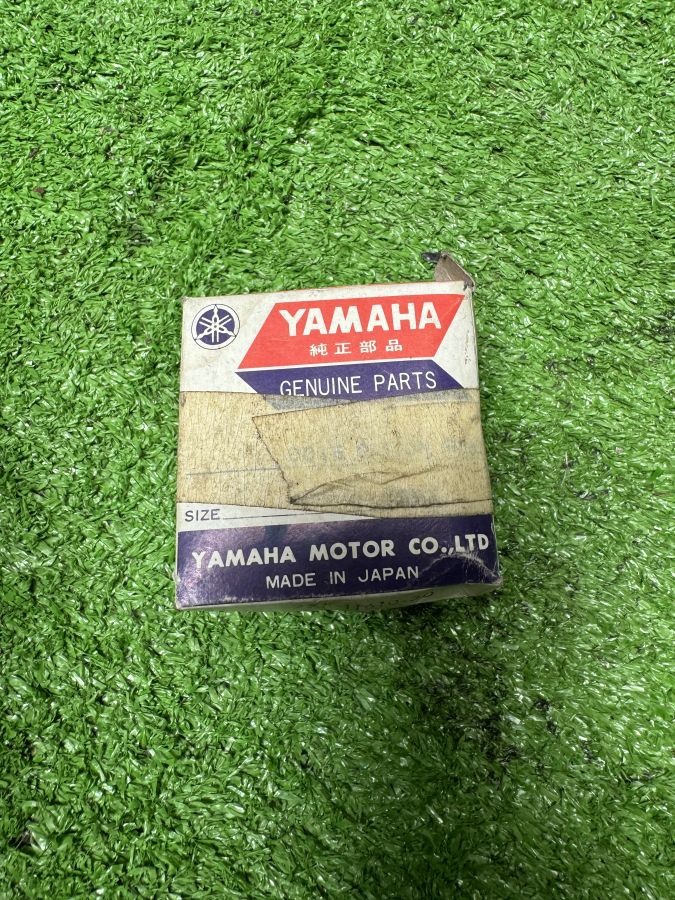 YAMAHA
純正部品
GENUINE PARTS
SIZE
YAMAHA MOTOR CO.,LTD
MADE IN JAPAN